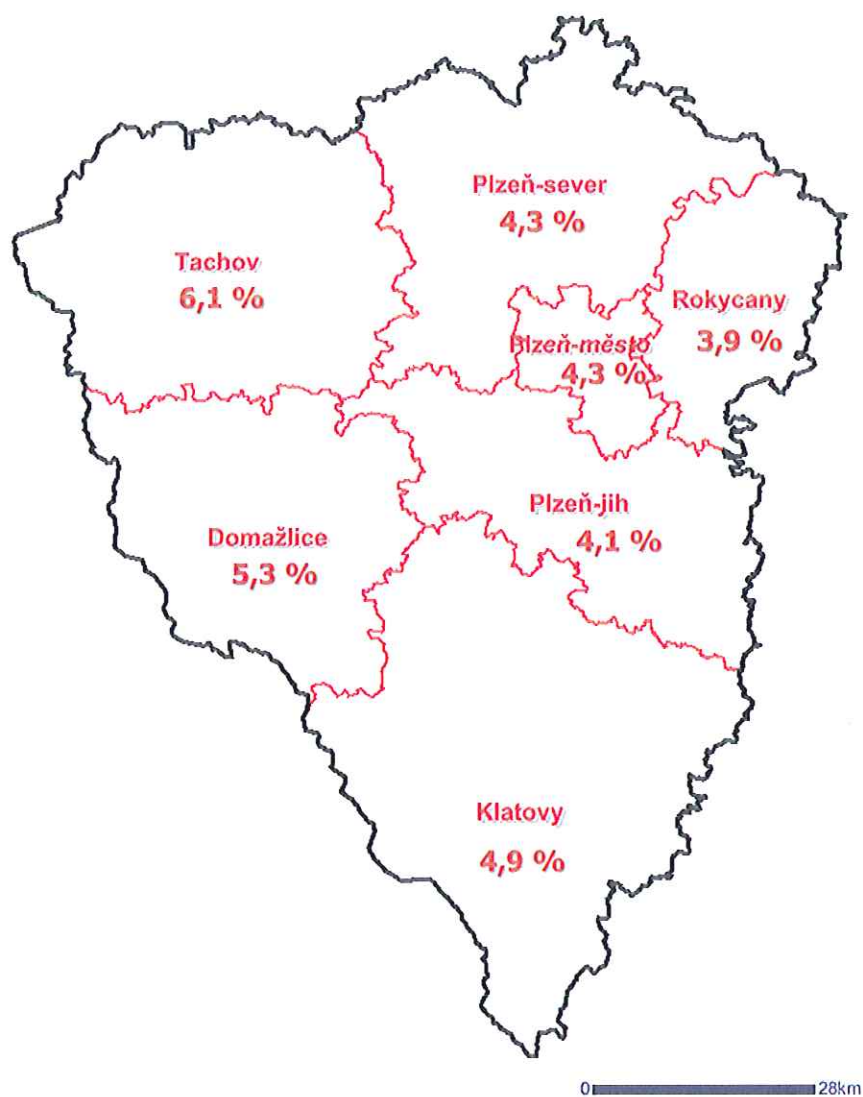 Plzeň-sever
4,3 %
Tachov
6,1 %
Rokycany
3,9 %
Plzeň-město
4,3 %
Plzeň-jih
4,1 %
Domažlice
5,3 %
Klatovy
4,9 %
0 28km